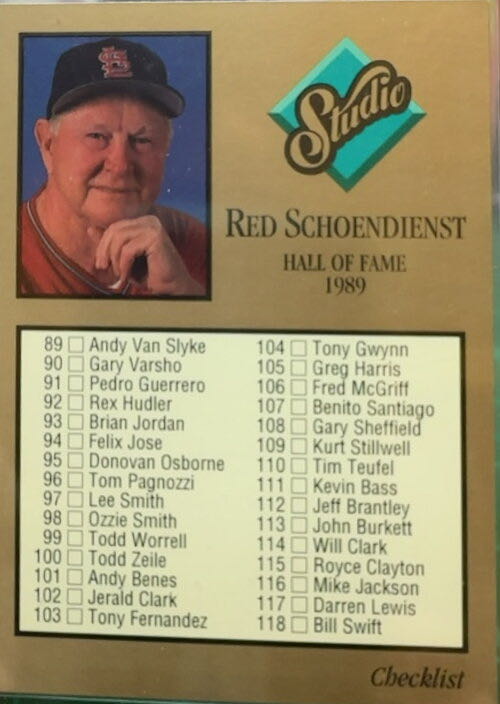 Studio
RED SCHOENDIENST
HALL OF FAME
1989
89 Andy Van Slyke
90 Gary Varsho
91 Pedro Guerrero
92 Rex Hudler
93 Brian Jordan
94 Felix Jose
95 Donovan Osborne
96 Tom Pagnozzi
97 Lee Smith
98 Ozzie Smith
99 Todd Worrell
100 Todd Zeile
101 Andy Benes
102 Jerald Clark
103 Tony Fernandez
104 Tony Gwynn
105 Greg Harris
106 Fred McGriff
107 Benito Santiago
108 Gary Sheffield
109 Kurt Stillwell
110 Tim Teufel
111 Kevin Bass
112 Jeff Brantley
113 John Burkett
114 Will Clark
115 Royce Clayton
116 Mike Jackson
117 Darren Lewis
118 Bill Swift
Checklist